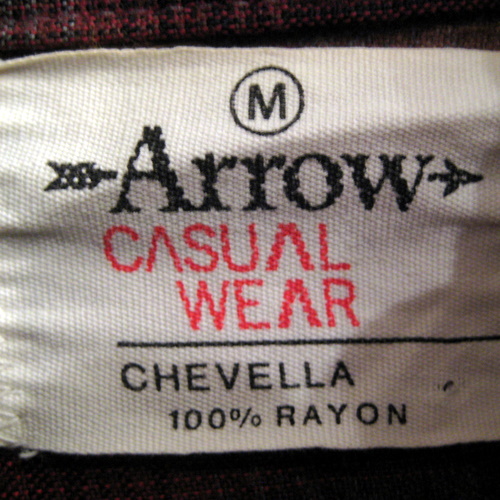 M
Arrow
CASUAL
WEAR
CHEVELLA
100% RAYON